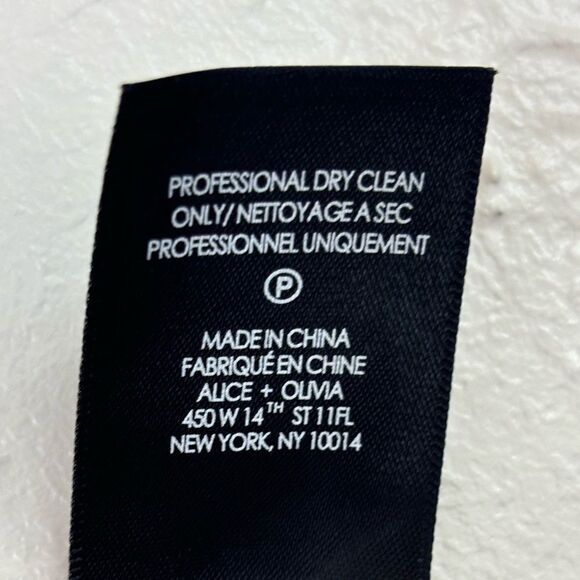 PROFESSIONAL DRY CLEAN
ONLY/ NETTOYAGE A SEC
PROFESSIONNEL UNIQUEMENT
P
MADE IN CHINA
FABRIQUÉ EN CHINE
ALICE + OLIVIA
450 W 14TH ST 11FL
NEW YORK, NY 10014